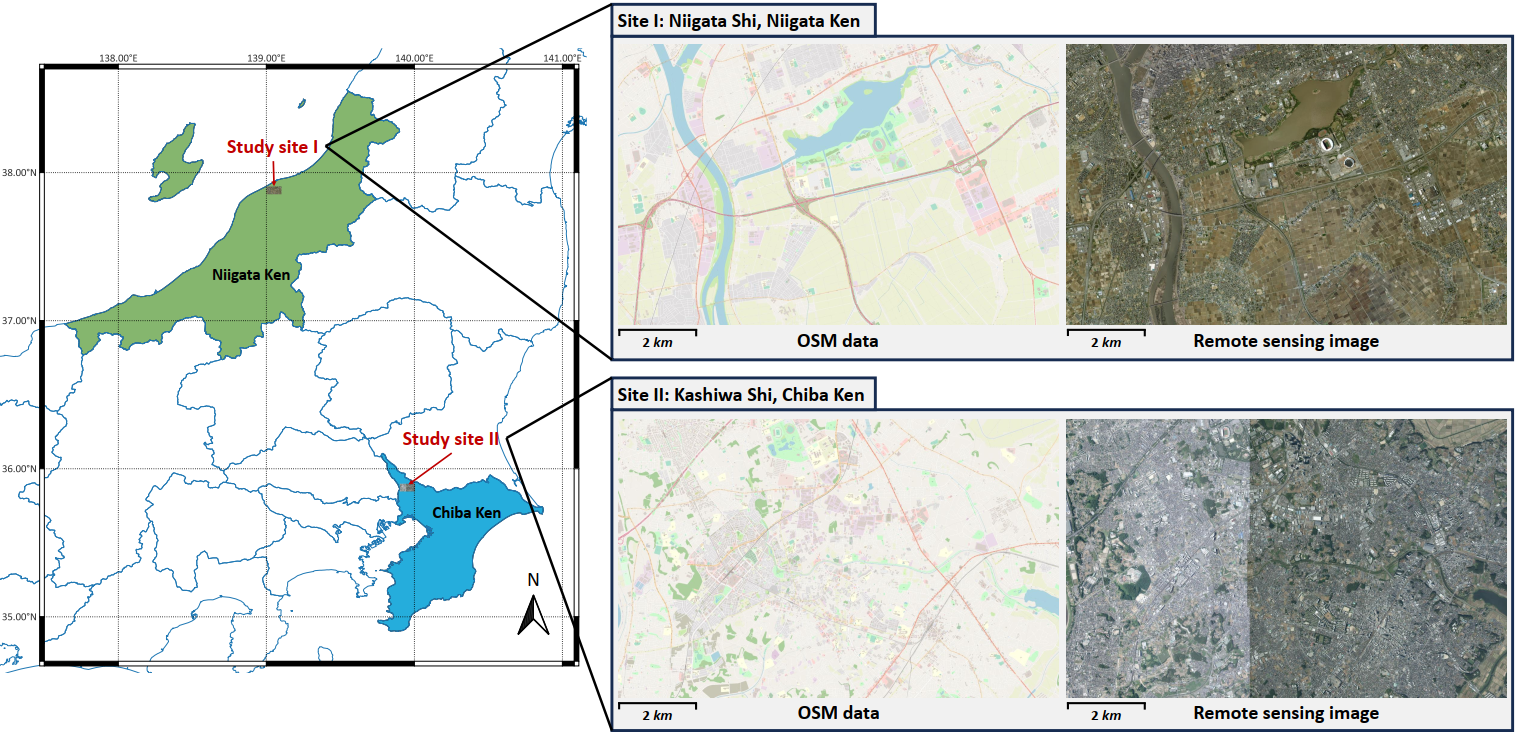 138.00°E 139.00°E 140.00°E 141.00°E
38.00°N
37.00°N
36.00°N
35.00°N
Study site I
Niigata Ken
Study site II
Chiba Ken
N
Site I: Niigata Shi, Niigata Ken
2 km
OSM data
2 km
Remote sensing image
Site II: Kashiwa Shi, Chiba Ken
2 km
OSM data
2 km
Remote sensing image